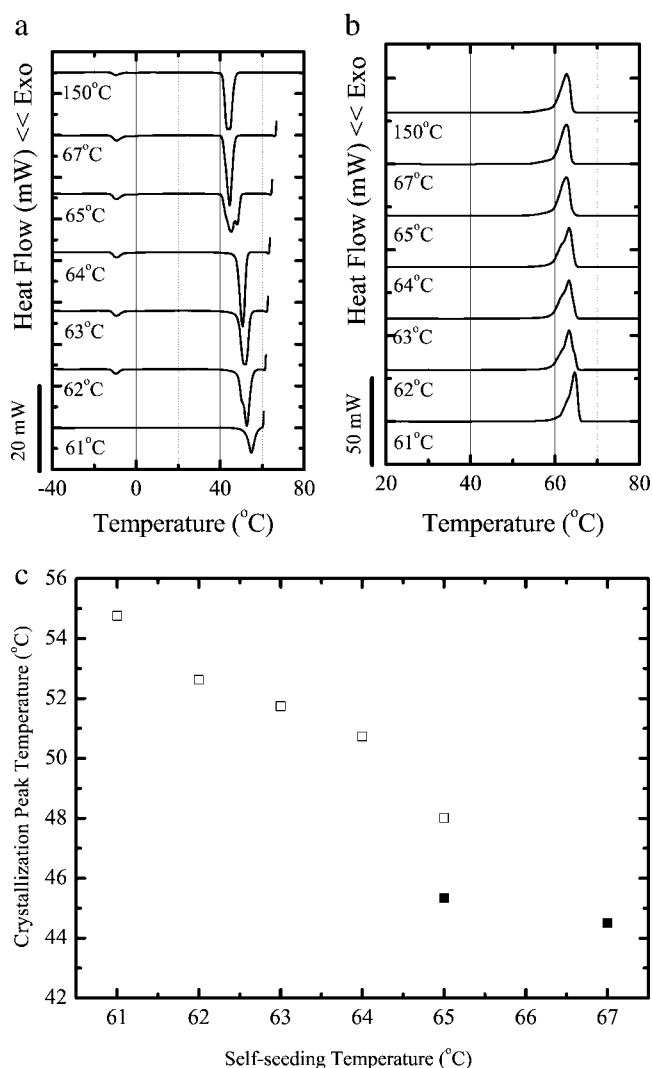 a
Heat Flow (mW) << Exo
20 mW
150°C
67°C
65°C
64°C
63°C
62°C
61°C
-40 0 40 80
Temperature (°C)
b
Heat Flow (mW) << Exo
50 mW
150°C
67°C
65°C
64°C
63°C
62°C
61°C
20 40 60 80
Temperature (°C)
c
Crystallization Peak Temperature (°C)
56
54
52
50
48
46
44
42
61 62 63 64 65 66 67
Self-seeding Temperature (°C)